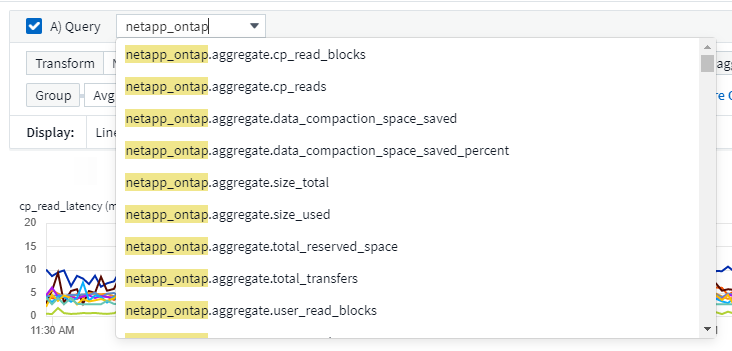 A) Query
netapp_ontap
netapp_ontap.aggregate.cp_read_blocks
Transform
netapp_ontap.aggregate.cp_reads
Group
Avg
netapp_ontap.aggregate.data_compaction_space_saved
Display:
netapp_ontap.aggregate.data_compaction_space_saved_percent
netapp_ontap.aggregate.size_total
cp_read_latency (m
netapp_ontap.aggregate.size_used
20
15
netapp_ontap.aggregate.total_reserved_space
10
netapp_ontap.aggregate.total_transfers
5
netapp_ontap.aggregate.user_read_blocks
0
11:30 AM